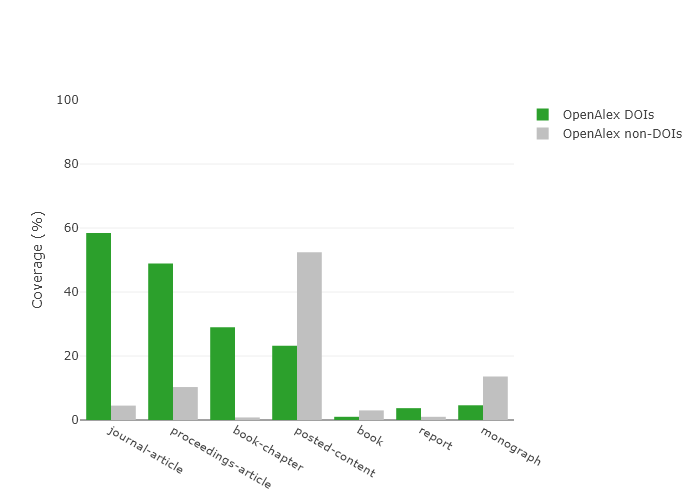 100
80
60
40
20
0
Coverage (%)
journal-article
proceedings-article
book-chapter
posted-content
book
report
monograph
OpenAlex DOIs
OpenAlex non-DOIs